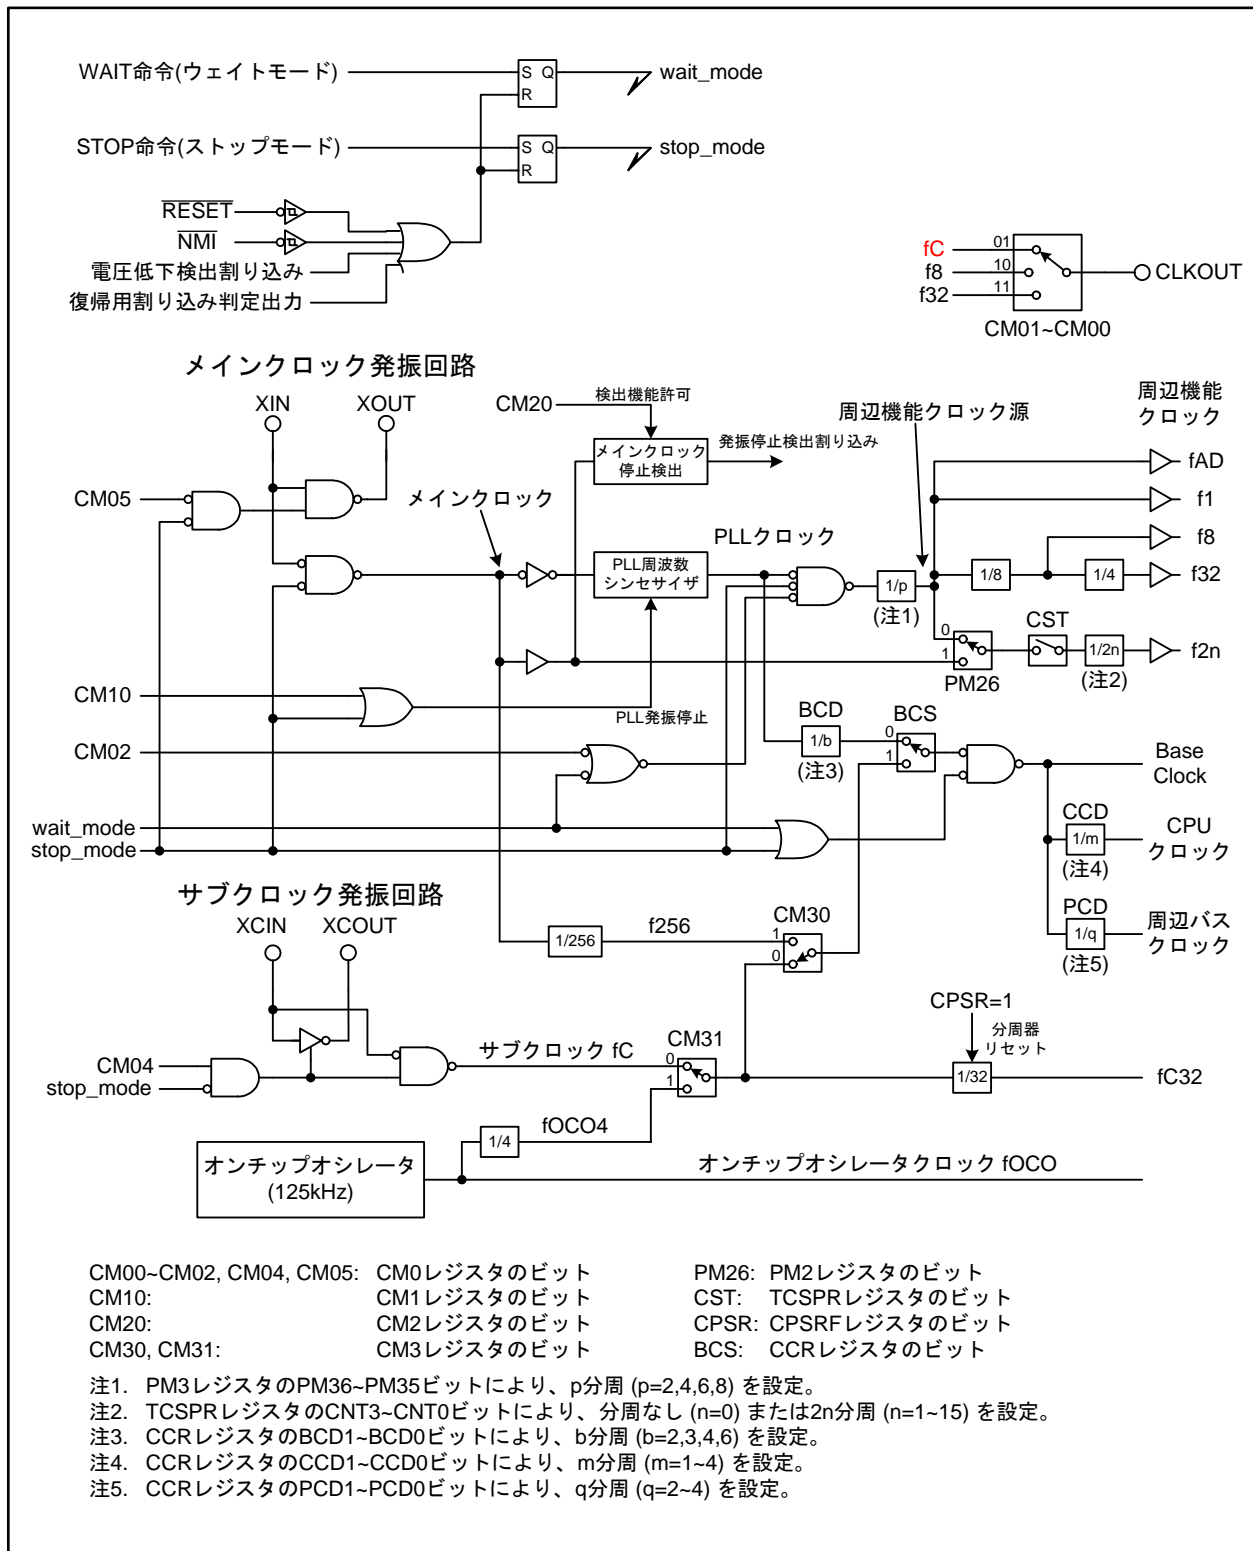 WAIT命令(ウェイトモード)
S Q
R
wait_mode
STOP命令(ストップモード)
S Q
R
stop_mode
RESET
NMI
電圧低下検出割り込み
復帰用割り込み判定出力
fC
01
f8
10
f32
11
CLKOUT
CM01~CM00
メインクロック発振回路
XIN
XOUT
CM20
検出機能許可
メインクロック
停止検出
発振停止検出割り込み
周辺機能クロック源
周辺機能
クロック
fAD
f1
f8
f32
f2n
CM05
メインクロック
PLL周波数
シンセサイザ
PLLクロック
1/p
(注1)
1/8
1/4
0
1
PM26
CST
1/2n
(注2)
CM10
PLL発振停止
CM02
BCD
1/b
(注3)
BCS
0
1
Base
Clock
wait_mode
stop_mode
CCD
1/m
(注4)
CPU
クロック
PCD
1/q
(注5)
周辺バス
クロック
サブクロック発振回路
XCIN
XCOUT
1/256
f256
CM30
1
0
CPSR=1
分周器
リセット
CM04
stop_mode
サブクロック fC
CM31
0
1
1/32
fC32
1/4
fOCO4
オンチップオシレータ
(125kHz)
オンチップオシレータクロック fOCO
CM00~CM02, CM04, CM05: CM0レジスタのビット
CM10: CM1レジスタのビット
CM20: CM2レジスタのビット
CM30, CM31: CM3レジスタのビット
PM26: PM2レジスタのビット
CST: TCSPRレジスタのビット
CPSR: CPSRFレジスタのビット
BCS: CCRレジスタのビット
注1. PM3レジスタのPM36~PM35ビットにより、p分周 (p=2,4,6,8) を設定。
注2. TCSPRレジスタのCNT3~CNT0ビットにより、分周なし (n=0) または2n分周 (n=1~15) を設定。
注3. CCRレジスタのBCD1~BCD0ビットにより、b分周 (b=2,3,4,6) を設定。
注4. CCRレジスタのCCD1~CCD0ビットにより、m分周 (m=1~4) を設定。
注5. CCRレジスタのPCD1~PCD0ビットにより、q分周 (q=2~4) を設定。